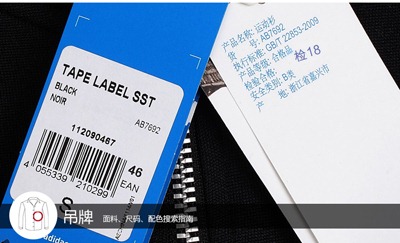 TAPE LABEL SST
BLACK
NOIR
AB7692
112090467
46
EAN
4 055339 210299
S
产品名称: 运动衫
货 号: AB7692
执行标准: GB/T 22853-2009
产品等级: 合格品
检验合格: 检18
安全类别: B类
产 地: 浙江省嘉兴市
吊牌
面料、尺码、配色搜索指南